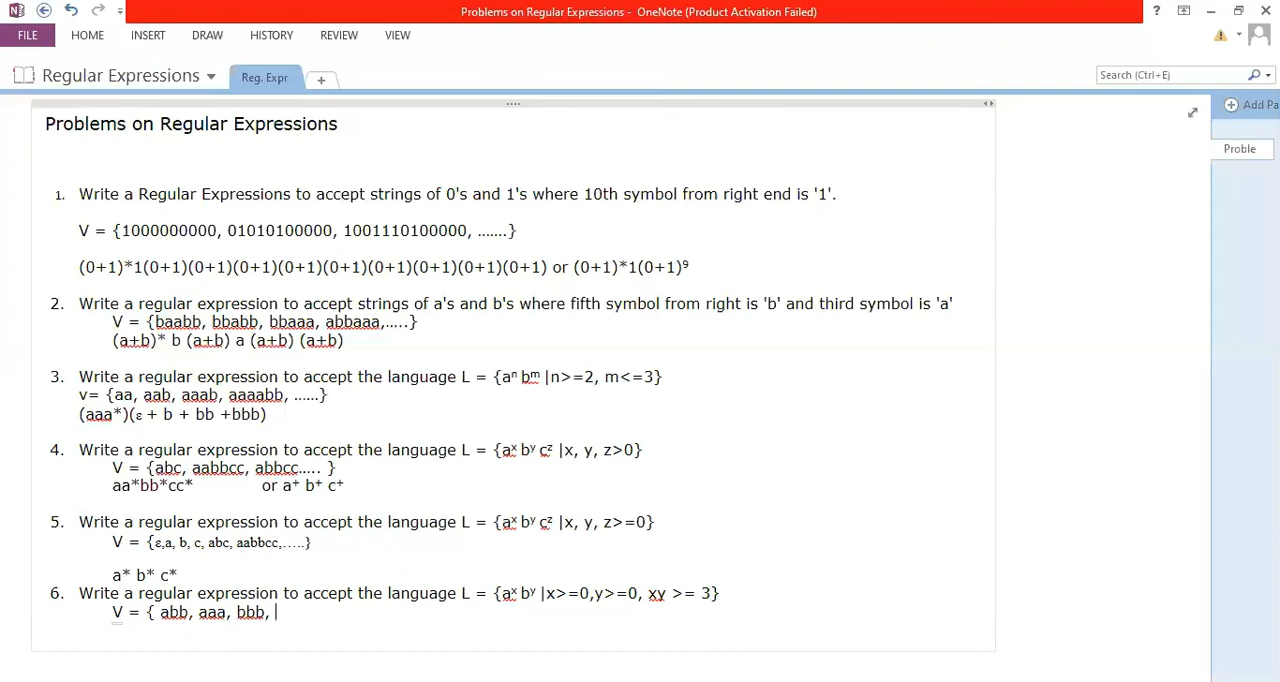 Problems on Regular Expressions - OneNote (Product Activation Failed)
FILE HOME INSERT DRAW HISTORY REVIEW VIEW
Regular Expressions Reg. Expr Search (Ctrl+E)
Add Pa
Problems on Regular Expressions
Proble
1. Write a Regular Expressions to accept strings of 0's and 1's where 10th symbol from right end is '1'.
V = {1000000000, 01010100000, 1001110100000, .......}
(0+1)*1(0+1)(0+1)(0+1)(0+1)(0+1)(0+1)(0+1)(0+1)(0+1) or (0+1)*1(0+1)⁹
2. Write a regular expression to accept strings of a's and b's where fifth symbol from right is 'b' and third symbol is 'a'
V = {baabb, bbabb, bbaaa, abbaaa,.....}
(a+b)* b (a+b) a (a+b) (a+b)
3. Write a regular expression to accept the language L = {aⁿ bᵐ |n>=2, m<=3}
v= {aa, aab, aaab, aaaabb, ......}
(aaa*)(ε + b + bb +bbb)
4. Write a regular expression to accept the language L = {aˣ bʸ cᶻ |x, y, z>0}
V = {abc, aabbcc, abbcc..... }
aa*bb*cc* or a⁺ b⁺ c⁺
5. Write a regular expression to accept the language L = {aˣ bʸ cᶻ |x, y, z>=0}
V = {ε,a, b, c, abc, aabbcc,…..}
a* b* c*
6. Write a regular expression to accept the language L = {aˣ bʸ |x>=0,y>=0, xy >= 3}
V = { abb, aaa, bbb,